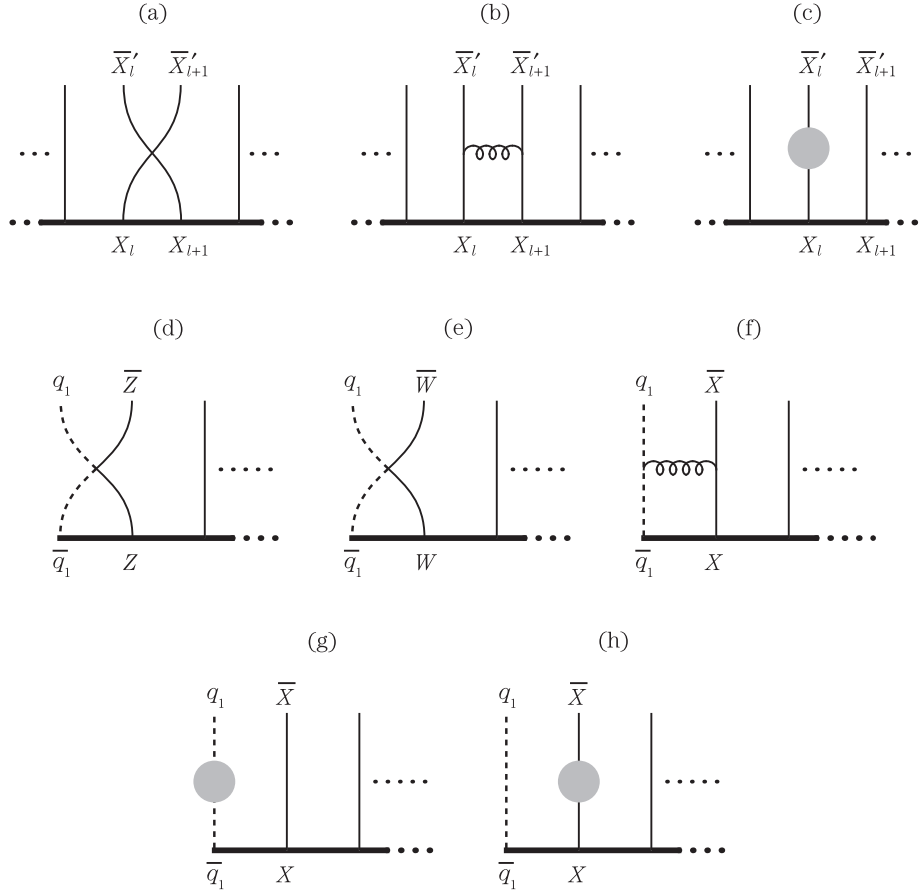 (a) (b) (c)
X̅ₗ′ X̅ₗ₊₁′ X̅ₗ′ X̅ₗ₊₁′ X̅ₗ′ X̅ₗ₊₁′
Xₗ Xₗ₊₁ Xₗ Xₗ₊₁ Xₗ Xₗ₊₁
(d) (e) (f)
q₁ Z̅ q₁ W̅ q₁ X̅
q̅₁ Z q̅₁ W q̅₁ X
(g) (h)
q₁ X̅ q₁ X̅
q̅₁ X q̅₁ X